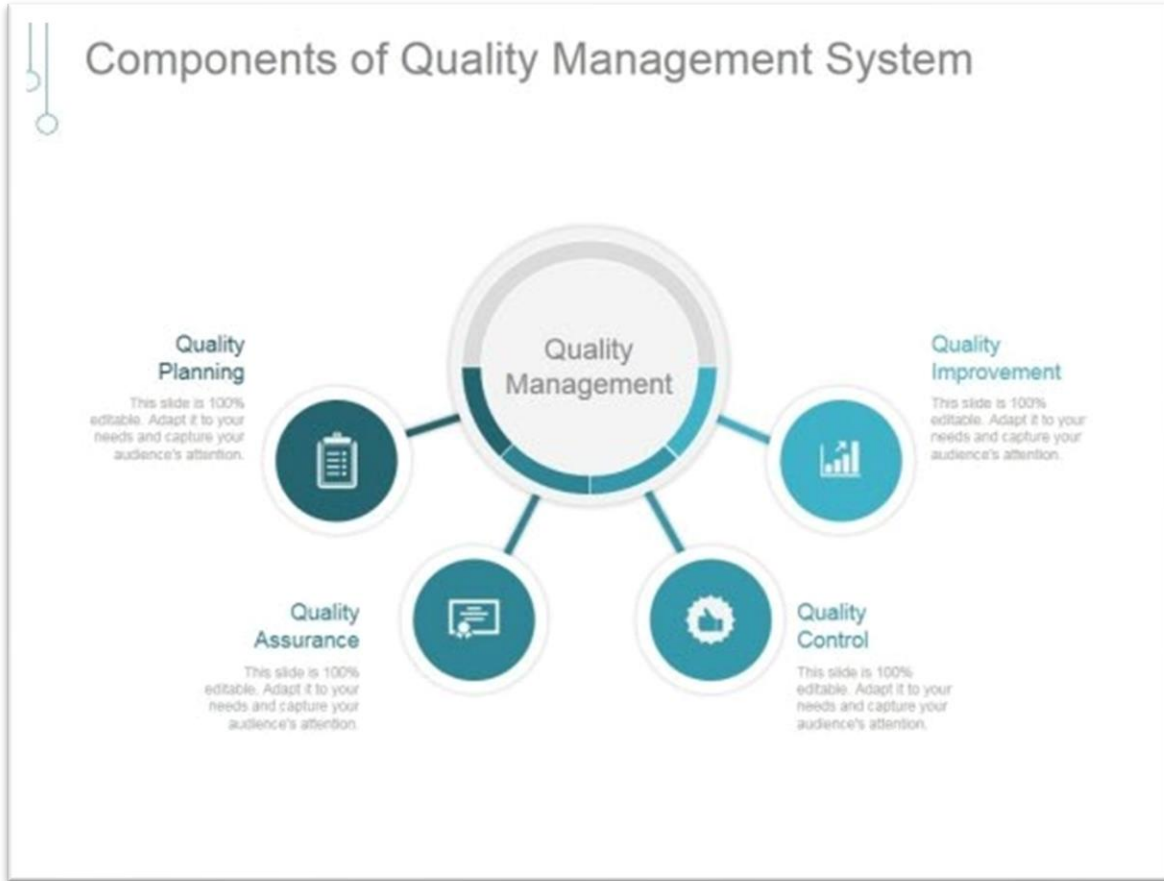 Components of Quality Management System
Quality
Management
Quality
Planning
This slide is 100%
editable. Adapt it to your
needs and capture your
audience's attention.
Quality
Assurance
This slide is 100%
editable. Adapt it to your
needs and capture your
audience's attention.
Quality
Control
This slide is 100%
editable. Adapt it to your
needs and capture your
audience's attention.
Quality
Improvement
This slide is 100%
editable. Adapt it to your
needs and capture your
audience's attention.